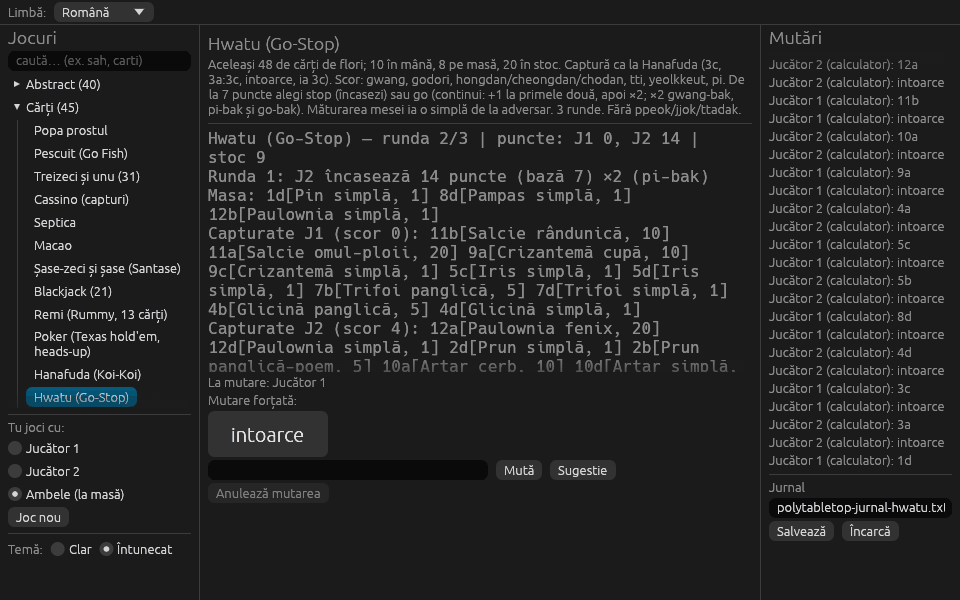 Limbă: Română
Jocuri
caută... (ex. sah, carti)
Abstract (40)
Cărți (45)
Popa prostul
Pescuit (Go Fish)
Treizeci și unu (31)
Cassino (capturi)
Septica
Macao
Șase-zeci și șase (Santase)
Blackjack (21)
Remi (Rummy, 13 cărți)
Poker (Texas hold'em,
heads-up)
Hanafuda (Koi-Koi)
Hwatu (Go-Stop)
Tu joci cu:
Jucător 1
Jucător 2
Ambele (la masă)
Joc nou
Temă: Clar Întunecat
Hwatu (Go-Stop)
Aceleași 48 de cărți de flori; 10 în mână, 8 pe masă, 20 în stoc. Captură ca la Hanafuda (3c,
3a:3c, intoarce, ia 3c). Scor: gwang, godori, hongdan/cheongdan/chodan, tti, yeolkkeut, pi. De
la 7 puncte alegi stop (încasezi) sau go (continui: +1 la primele două, apoi ×2; ×2 gwang-bak,
pi-bak și go-bak). Măturarea mesei ia o simplă de la adversar. 3 runde. Fără ppeok/jjok/ttadak.
Hwatu (Go-Stop) — runda 2/3 | puncte: J1 0, J2 14 |
stoc 9
Runda 1: J2 încasează 14 puncte (bază 7) ×2 (pi-bak)
Masa: 1d[Pin simplă, 1] 8d[Pampas simplă, 1]
12b[Paulownia simplă, 1]
Capturate J1 (scor 0): 11b[Salcie rândunică, 10]
11a[Salcie omul-ploii, 20] 9a[Crizantemă cupă, 10]
9c[Crizantemă simplă, 1] 5c[Iris simplă, 1] 5d[Iris
simplă, 1] 7b[Trifoi panglică, 5] 7d[Trifoi simplă, 1]
4b[Glicină panglică, 5] 4d[Glicină simplă, 1]
Capturate J2 (scor 4): 12a[Paulownia fenix, 20]
12d[Paulownia simplă, 1] 2d[Prun simplă, 1] 2b[Prun
panglică-poem, 5] 10a[Artar cerb, 10] 10d[Artar simplă,
La mutare: Jucător 1
Mutare forțată:
intoarce
Mută Sugestie
Anulează mutarea
Mutări
Jucător 2 (calculator): 12a
Jucător 2 (calculator): intoarce
Jucător 1 (calculator): 11b
Jucător 1 (calculator): intoarce
Jucător 2 (calculator): 10a
Jucător 2 (calculator): intoarce
Jucător 1 (calculator): 9a
Jucător 1 (calculator): intoarce
Jucător 2 (calculator): 4a
Jucător 2 (calculator): intoarce
Jucător 1 (calculator): 5c
Jucător 1 (calculator): intoarce
Jucător 2 (calculator): 5b
Jucător 2 (calculator): intoarce
Jucător 1 (calculator): 8d
Jucător 1 (calculator): intoarce
Jucător 2 (calculator): 4d
Jucător 2 (calculator): intoarce
Jucător 1 (calculator): 3c
Jucător 1 (calculator): intoarce
Jucător 2 (calculator): 3a
Jucător 2 (calculator): intoarce
Jucător 1 (calculator): 1d
Jurnal
polytabletop-jurnal-hwatu.txt
Salvează Încarcă